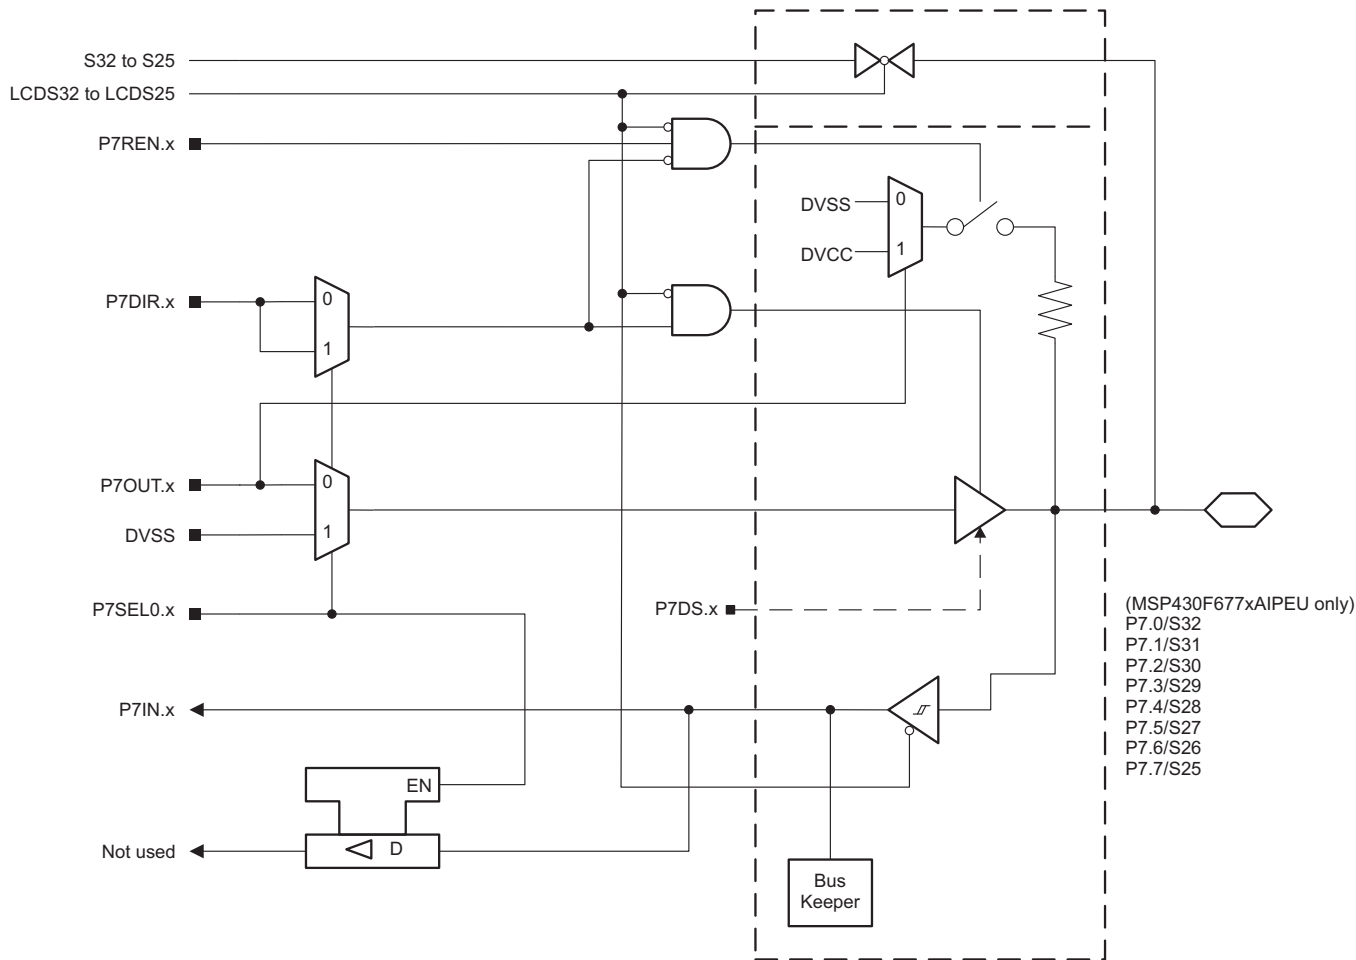 S32 to S25
LCDS32 to LCDS25
P7REN.x
DVSS
0
DVCC
1
P7DIR.x
0
1
P7OUT.x
0
DVSS
1
P7SEL0.x
P7DS.x
(MSP430F677xAIPEU only)
P7.0/S32
P7.1/S31
P7.2/S30
P7.3/S29
P7.4/S28
P7.5/S27
P7.6/S26
P7.7/S25
P7IN.x
EN
D
Not used
Bus
Keeper